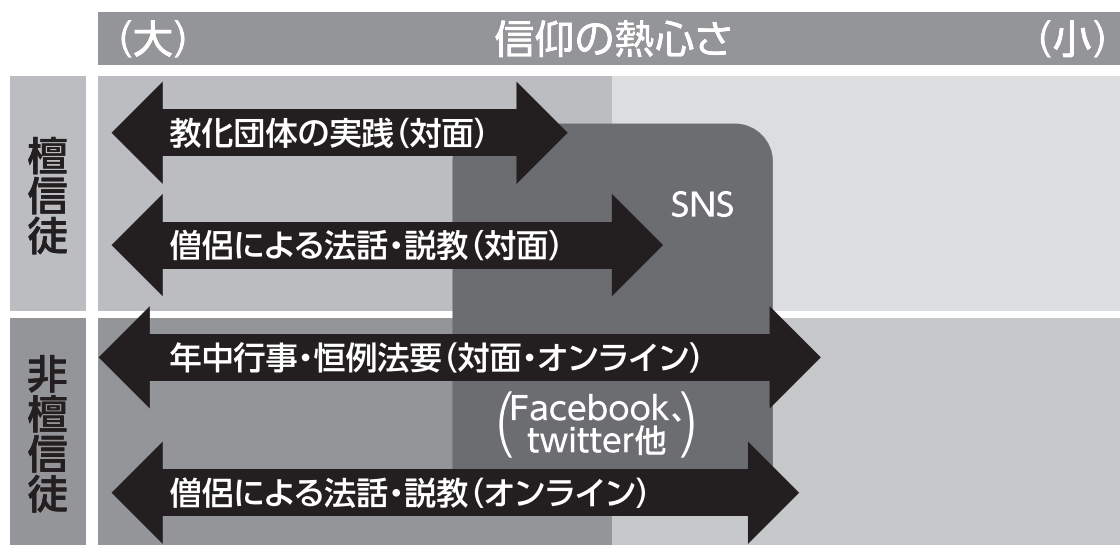 (大) 信仰の熱心さ (小)
檀信徒
教化団体の実践(対面)
SNS
僧侶による法話・説教(対面)
非檀信徒
年中行事・恒例法要(対面・オンライン)
(Facebook、
twitter他)
僧侶による法話・説教(オンライン)